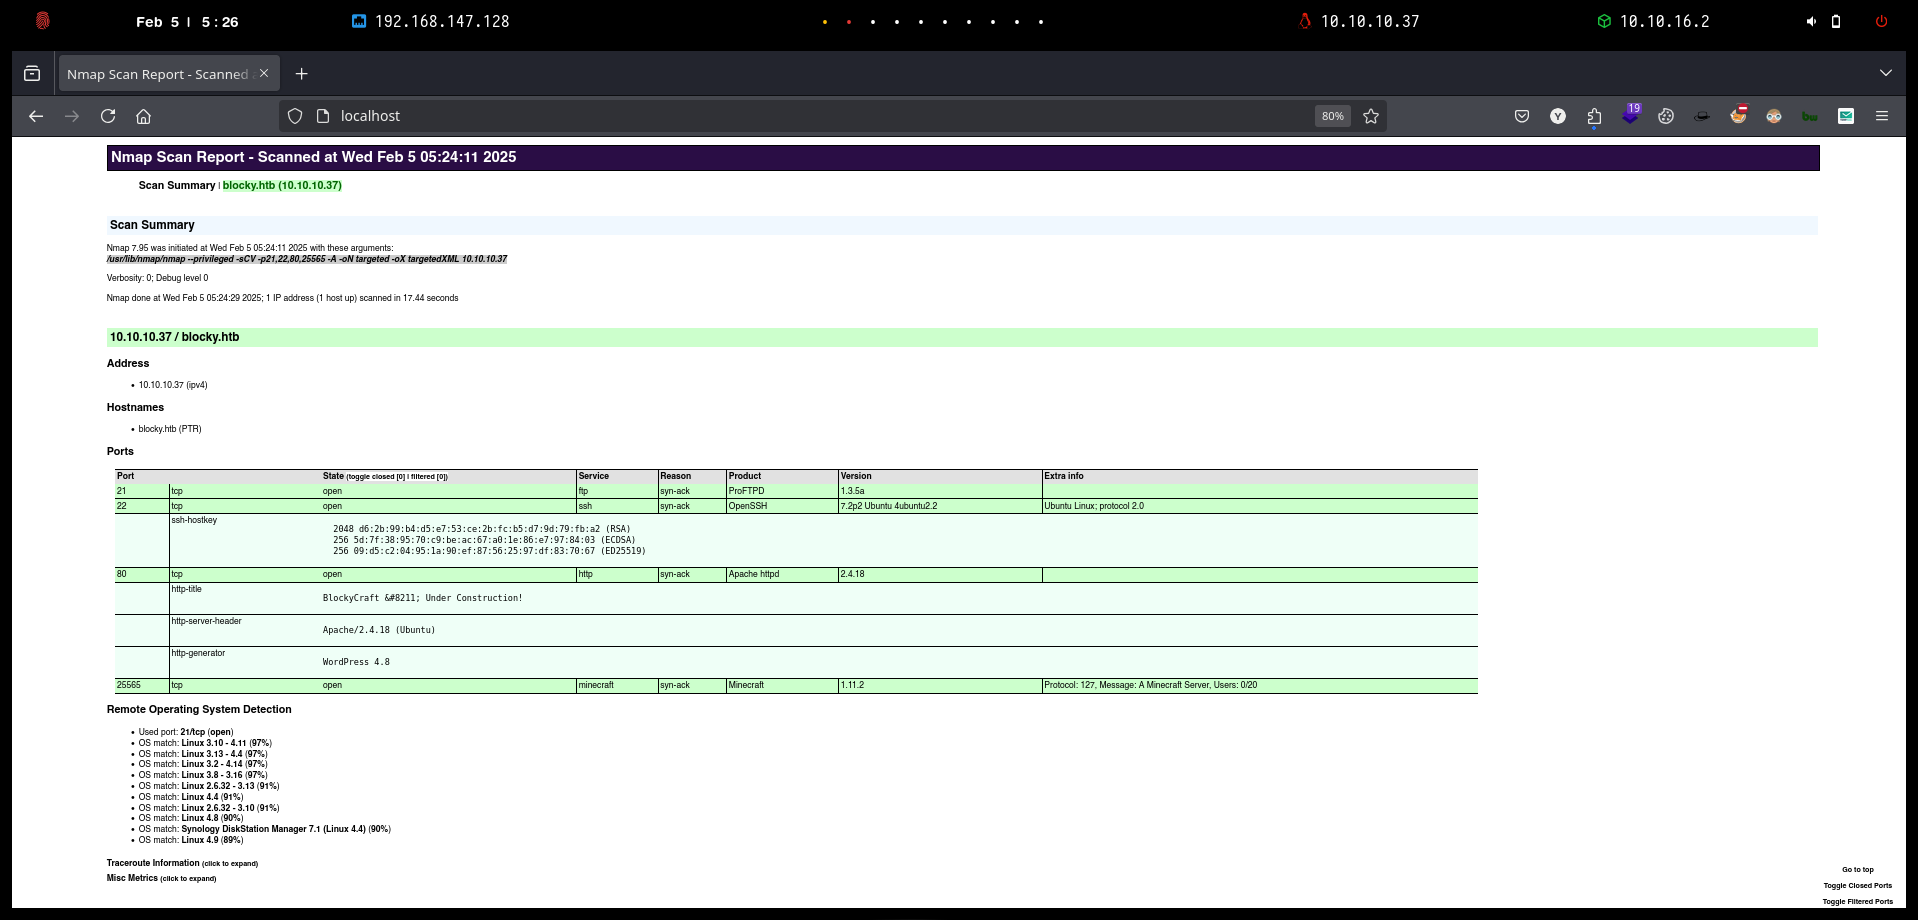 Feb 5 | 5:26 192.168.147.128 10.10.10.37 10.10.16.2
Nmap Scan Report - Scanned
localhost 80% 19
Nmap Scan Report - Scanned at Wed Feb 5 05:24:11 2025
Scan Summary | blocky.htb (10.10.10.37)
Scan Summary
Nmap 7.95 was initiated at Wed Feb 5 05:24:11 2025 with these arguments:
/usr/lib/nmap/nmap --privileged -sCV -p21,22,80,25565 -A -oN targeted -oX targetedXML 10.10.10.37
Verbosity: 0; Debug level 0
Nmap done at Wed Feb 5 05:24:29 2025; 1 IP address (1 host up) scanned in 17.44 seconds
10.10.10.37 / blocky.htb
Address
• 10.10.10.37 (ipv4)
Hostnames
• blocky.htb (PTR)
Ports
Port State (toggle closed [0] | filtered [0]) Service Reason Product Version Extra info
21 tcp open ftp syn-ack ProFTPD 1.3.5a
22 tcp open ssh syn-ack OpenSSH 7.2p2 Ubuntu 4ubuntu2.2 Ubuntu Linux; protocol 2.0
ssh-hostkey
2048 d6:2b:99:b4:d5:e7:53:ce:2b:fc:b5:d7:9d:79:fb:a2 (RSA)
256 5d:7f:38:95:70:c9:be:ac:67:a0:1e:86:e7:97:84:03 (ECDSA)
256 09:d5:c2:04:95:1a:90:ef:87:56:25:97:df:83:70:67 (ED25519)
80 tcp open http syn-ack Apache httpd 2.4.18
http-title
BlockyCraft &#8211; Under Construction!
http-server-header
Apache/2.4.18 (Ubuntu)
http-generator
WordPress 4.8
25565 tcp open minecraft syn-ack Minecraft 1.11.2 Protocol: 127, Message: A Minecraft Server, Users: 0/20
Remote Operating System Detection
• Used port: 21/tcp (open)
• OS match: Linux 3.10 - 4.11 (97%)
• OS match: Linux 3.13 - 4.4 (97%)
• OS match: Linux 3.2 - 4.14 (97%)
• OS match: Linux 3.8 - 3.16 (97%)
• OS match: Linux 2.6.32 - 3.13 (91%)
• OS match: Linux 4.4 (91%)
• OS match: Linux 2.6.32 - 3.10 (91%)
• OS match: Linux 4.8 (90%)
• OS match: Synology DiskStation Manager 7.1 (Linux 4.4) (90%)
• OS match: Linux 4.9 (89%)
Traceroute Information (click to expand)
Misc Metrics (click to expand)
Go to top
Toggle Closed Ports
Toggle Filtered Ports